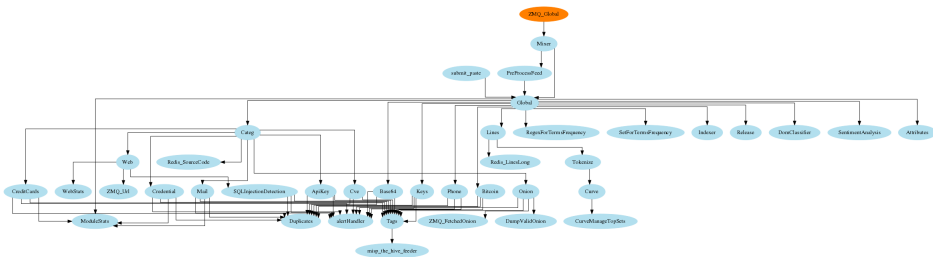 ZMQ_Global
Mixer
submit_paste
PreProcessFeed
Global
Categ
Lines
RegexForTermsFrequency
SetForTermsFrequency
Indexer
Release
DomClassifier
SentimentAnalysis
Attributes
Web
Redis_SourceCode
Redis_LinesLong
Tokenize
CreditCards
WebStats
ZMQ_Url
Credential
Mail
SQLInjectionDetection
ApiKey
Cve
Base64
Keys
Phone
Bitcoin
Onion
Curve
ModuleStats
Duplicates
alertHandler
Tags
ZMQ_FetchedOnion
DumpValidOnion
CurveManageTopSets
misp_the_hive_feeder